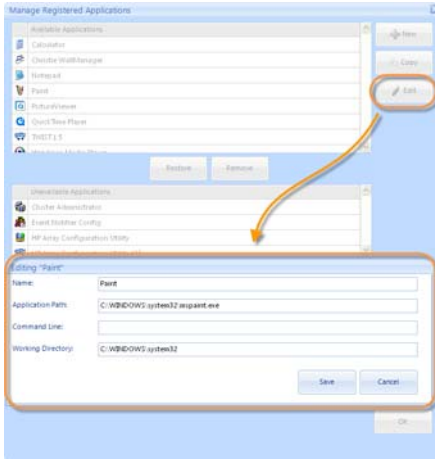 Manage Registered Applications
Available Applications
New
Calculator
Christie WallManager
Copy
Notepad
Paint
Edit
PictureViewer
QuickTime Player
Restore
Remove
Unavailable Applications
Cluster Administrator
Event Notifier Config
HP Array Configuration Utility
Editing "Paint"
Name:
Paint
Application Path:
C:\WINDOWS\system32\mspaint.exe
Command Line:
Working Directory:
C:\WINDOWS\system32
Save
Cancel
OK